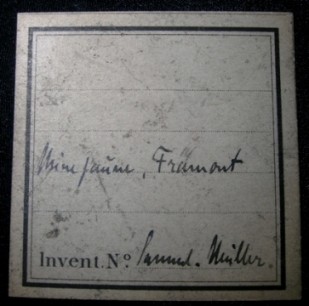 Mine jaune, Framont
Invent. Nº Samml. Müller.